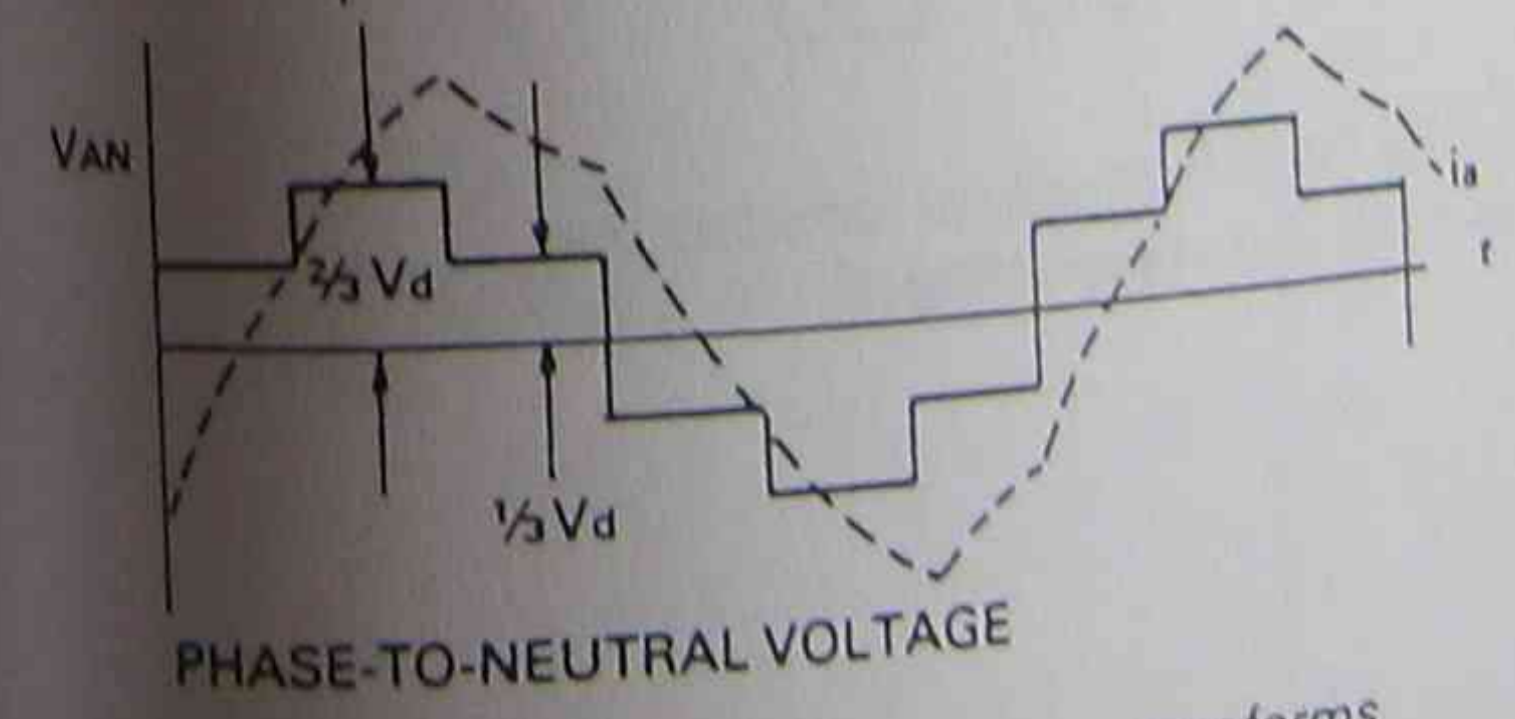 VAN
ia
t
2/3 Vd
1/3 Vd
PHASE-TO-NEUTRAL VOLTAGE